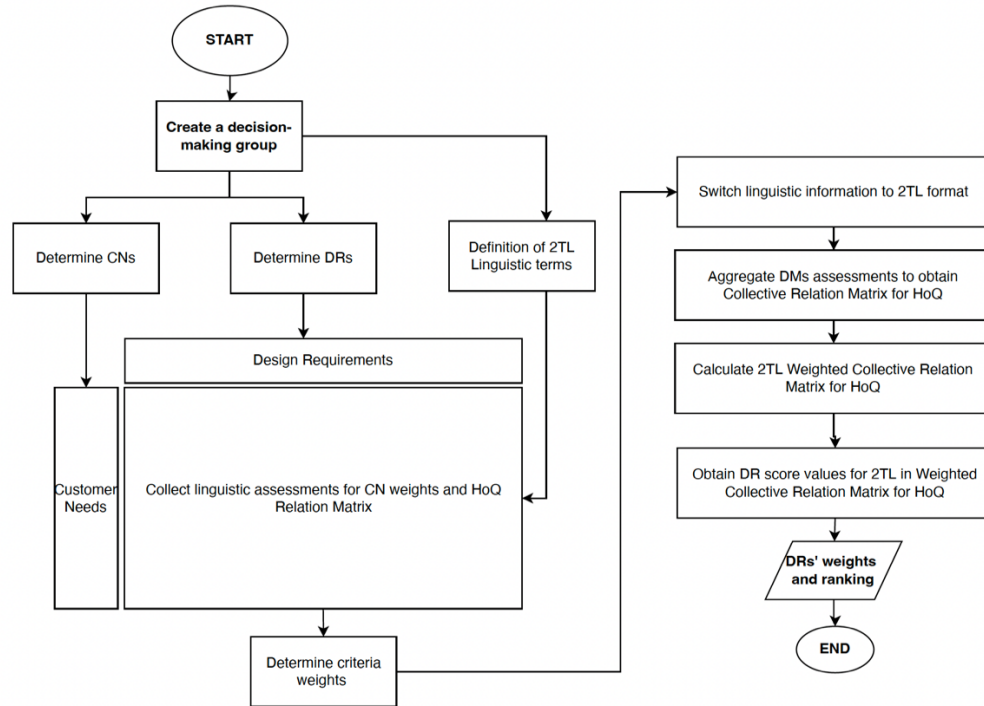 START
Create a decision-
making group
Determine CNs
Determine DRs
Definition of 2TL
Linguistic terms
Design Requirements
Customer
Needs
Collect linguistic assessments for CN weights and HoQ
Relation Matrix
Determine criteria
weights
Switch linguistic information to 2TL format
Aggregate DMs assessments to obtain
Collective Relation Matrix for HoQ
Calculate 2TL Weighted Collective Relation
Matrix for HoQ
Obtain DR score values for 2TL in Weighted
Collective Relation Matrix for HoQ
DRs' weights
and ranking
END